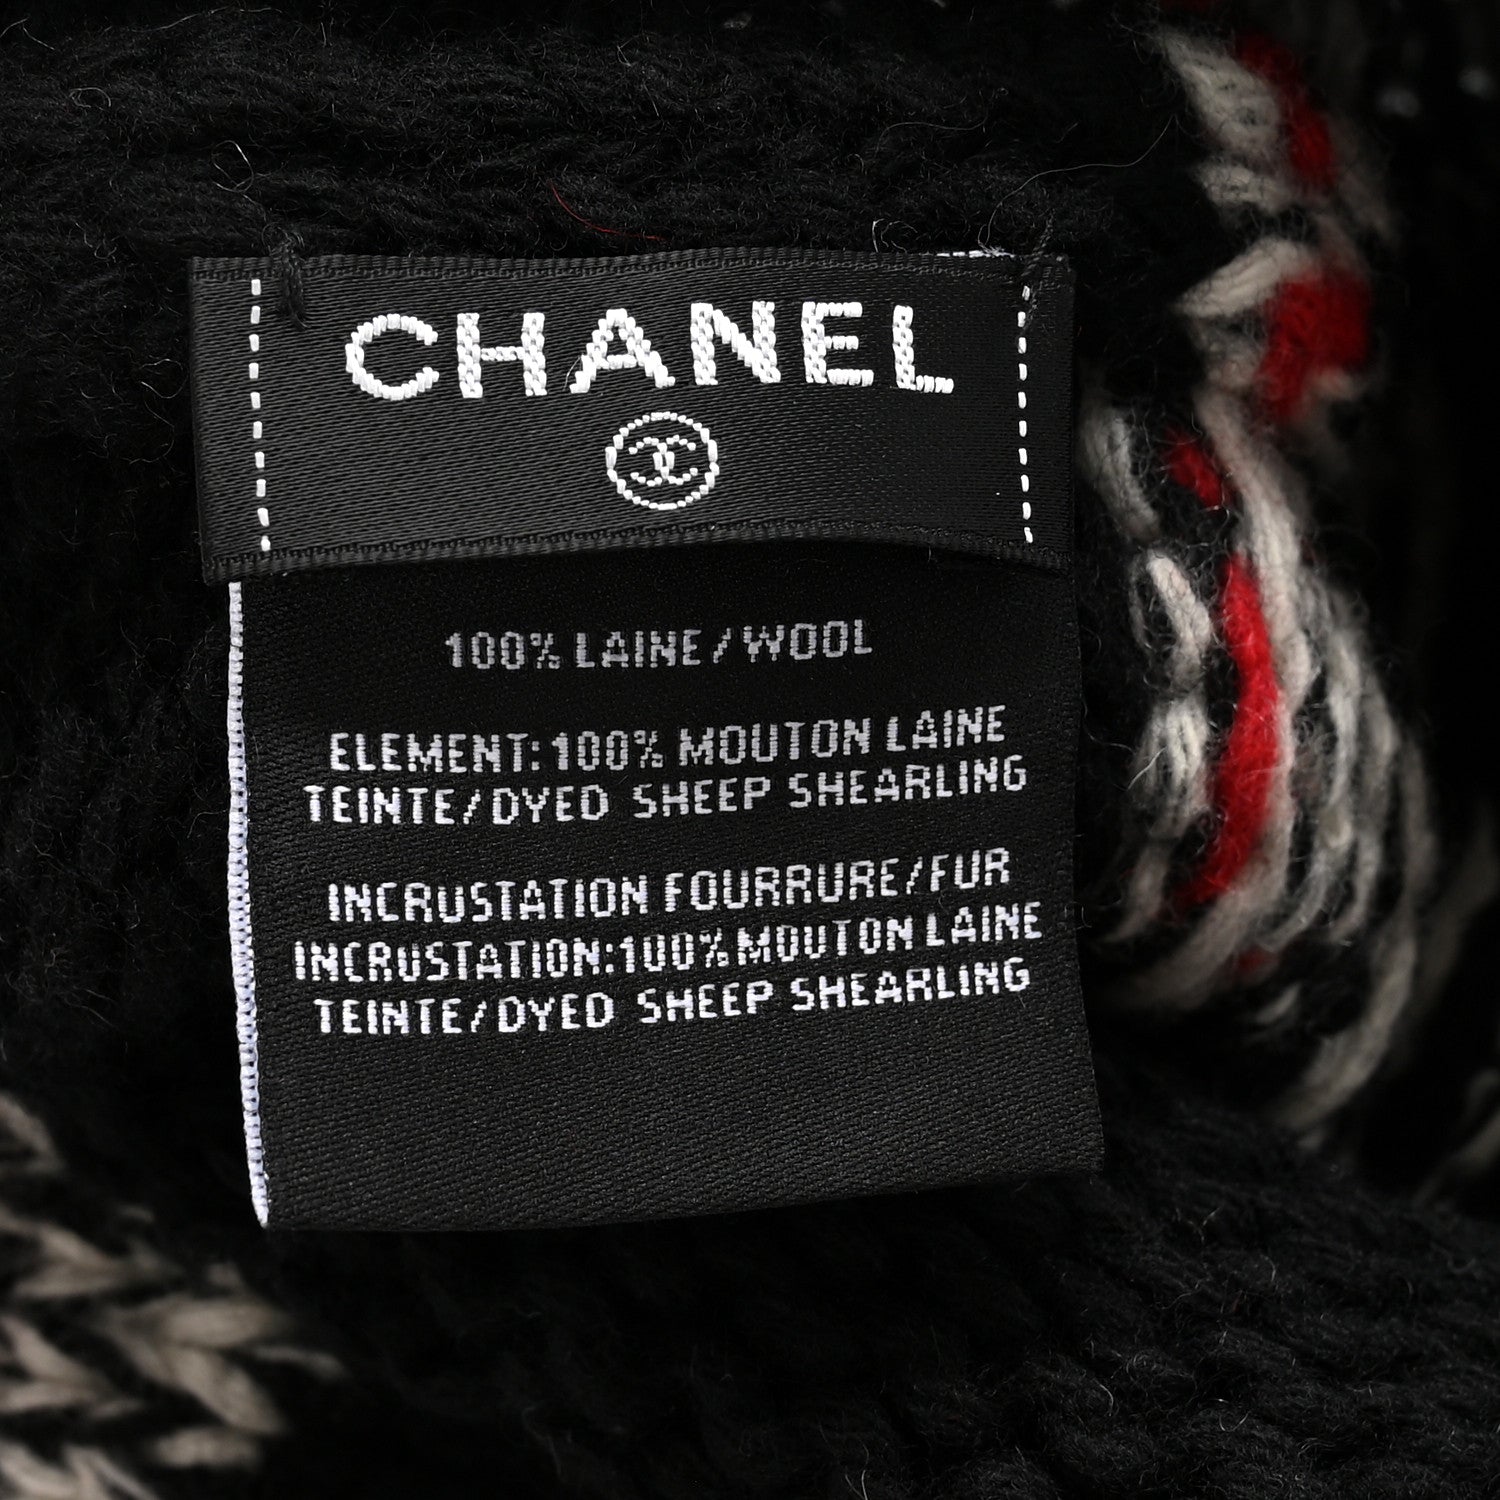 CHANEL
100% LAINE/WOOL
ELEMENT: 100% MOUTON LAINE
TEINTE/DYED SHEEP SHEARLING
INCRUSTATION FOURRURE/FUR
INCRUSTATION:100% MOUTON LAINE
TEINTE/DYED SHEEP SHEARLING